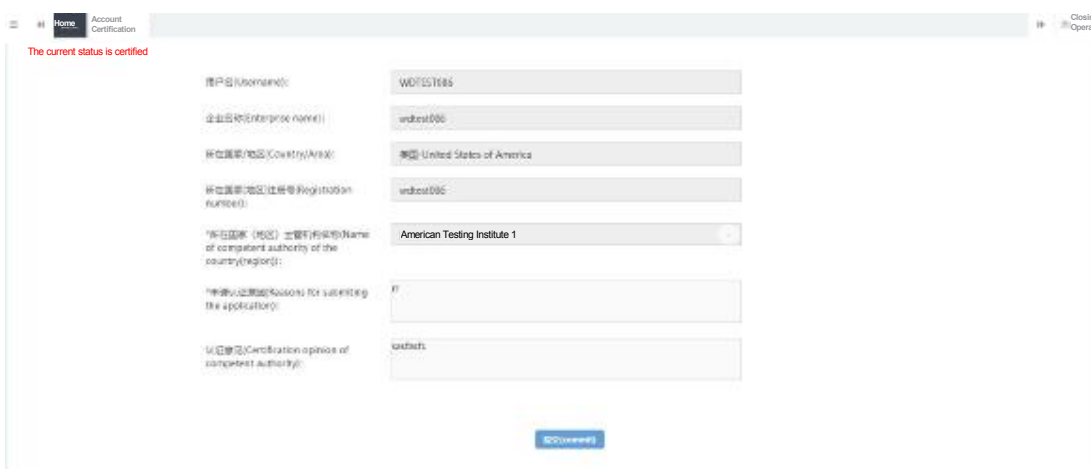 Home
Account
Certification
Closin
Opera
The current status is certified
用户名(Username):
WDTEST086
企业名称(Enterprise name):
wdtest086
所在国家/地区(Country/Area):
美国-United States of America
所在国家(地区)注册号(Registration
number):
wdtest086
*所在国家（地区）主管机构名称(Name
of competent authority of the
country(region)):
American Testing Institute 1
*申请认证原因(Reasons for submiting
the application):
认证意见(Certification opinion of
competent authority):
提交(commit)